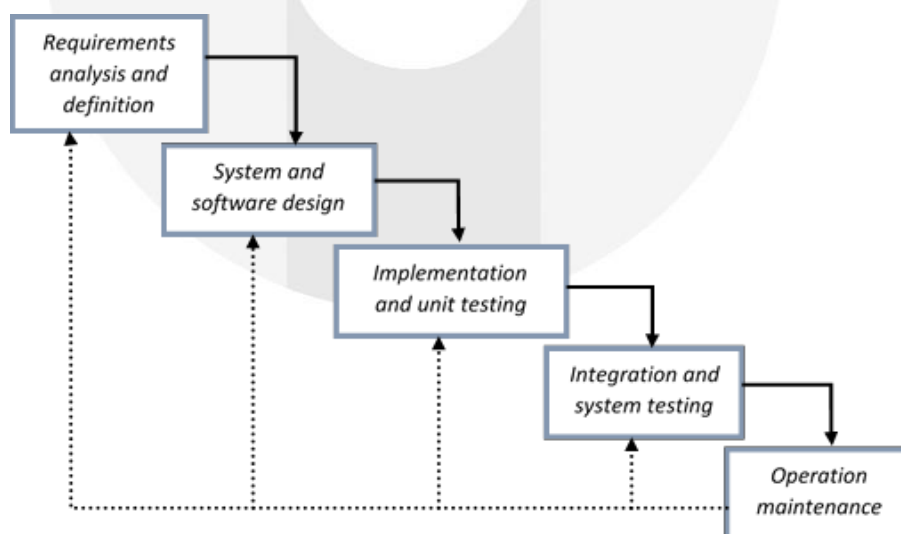 Requirements
analysis and
definition
System and
software design
Implementation
and unit testing
Integration and
system testing
Operation
maintenance